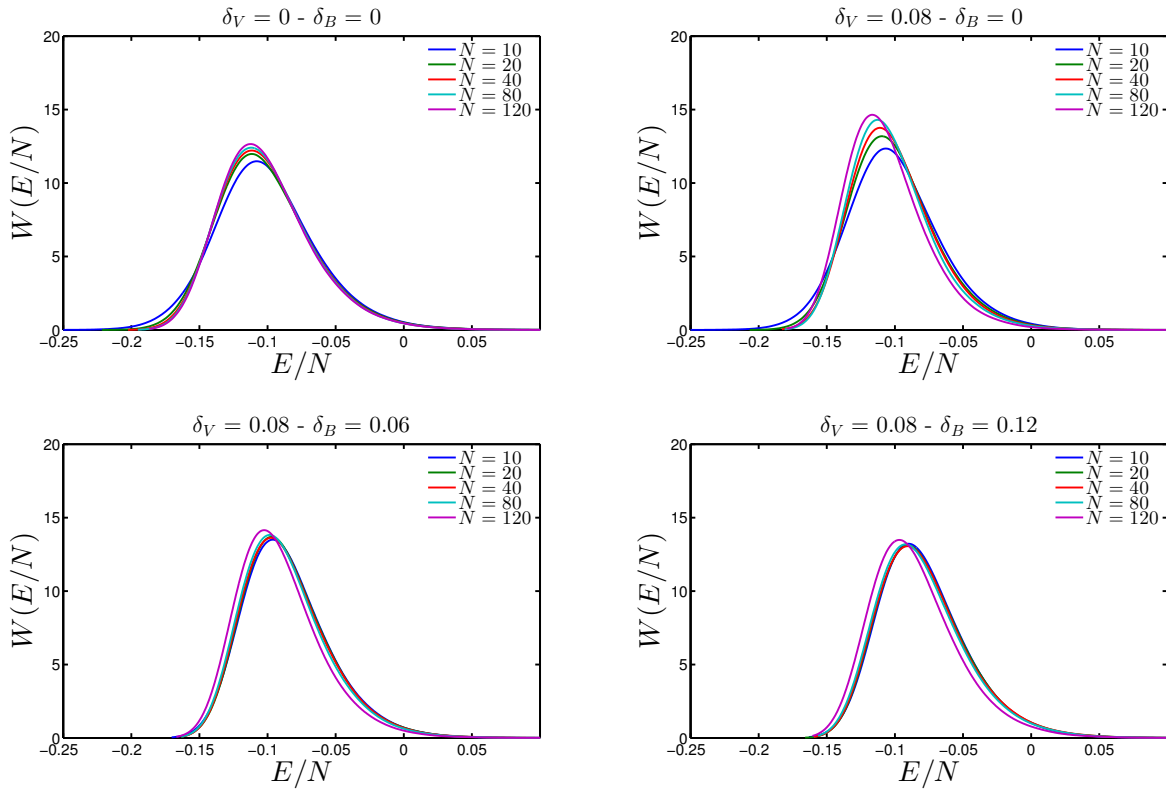 δ_V = 0 - δ_B = 0
W(E/N)
20
15
10
5
0
N = 10
N = 20
N = 40
N = 80
N = 120
−0.25 −0.2 −0.15 −0.1 −0.05 0 0.05
E/N
δ_V = 0.08 - δ_B = 0
W(E/N)
20
15
10
5
0
N = 10
N = 20
N = 40
N = 80
N = 120
−0.25 −0.2 −0.15 −0.1 −0.05 0 0.05
E/N
δ_V = 0.08 - δ_B = 0.06
W(E/N)
20
15
10
5
0
N = 10
N = 20
N = 40
N = 80
N = 120
−0.25 −0.2 −0.15 −0.1 −0.05 0 0.05
E/N
δ_V = 0.08 - δ_B = 0.12
W(E/N)
20
15
10
5
0
N = 10
N = 20
N = 40
N = 80
N = 120
−0.25 −0.2 −0.15 −0.1 −0.05 0 0.05
E/N